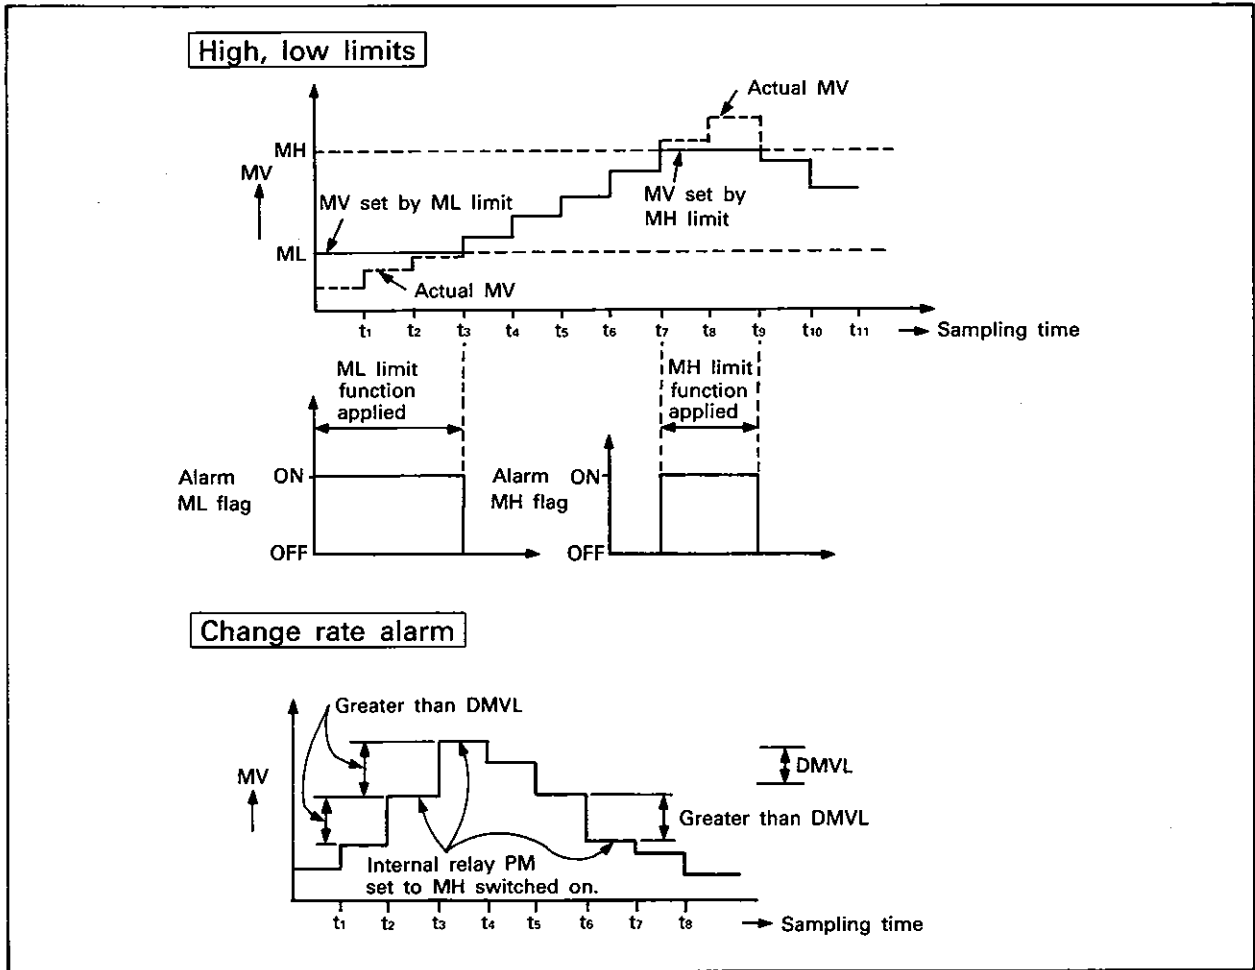 High, low limits
Actual MV
MH
MV
MV set by ML limit
MV set by
MH limit
ML
Actual MV
t1 t2 t3 t4 t5 t6 t7 t8 t9 t10 t11
Sampling time
ML limit
function
applied
MH limit
function
applied
Alarm
ML flag
ON
OFF
Alarm
MH flag
ON
OFF
Change rate alarm
Greater than DMVL
MV
DMVL
Greater than DMVL
Internal relay PM
set to MH switched on.
t1 t2 t3 t4 t5 t6 t7 t8
Sampling time